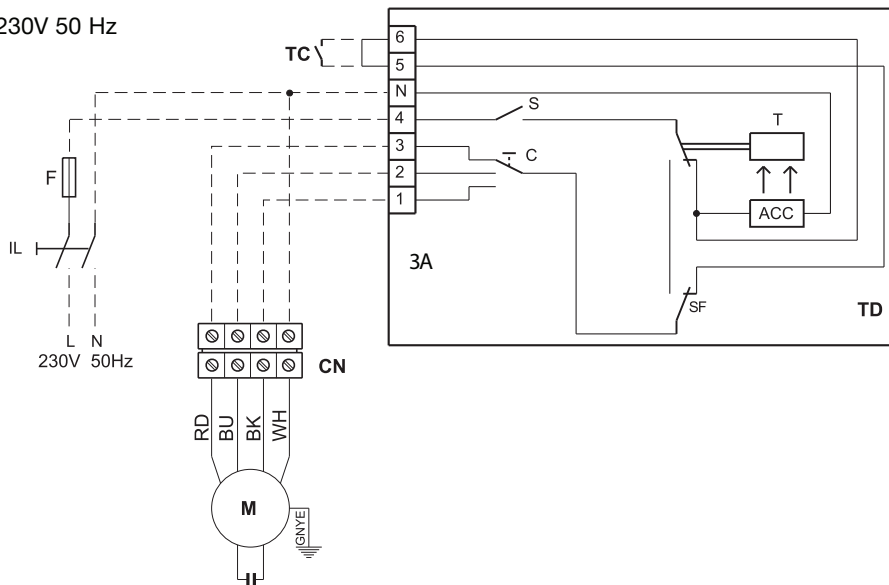 230V 50 Hz
TC
6
5
N
4
3
2
1
S
C
T
ACC
F
IL
3A
SF
TD
L N
230V 50Hz
CN
RD
BU
BK
WH
M
GNYE